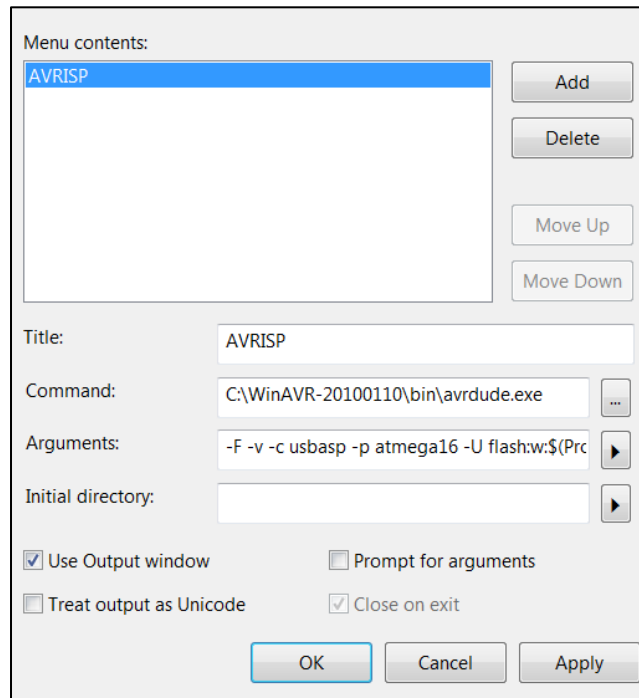 Menu contents:
AVRISP
Add
Delete
Move Up
Move Down
Title:
AVRISP
Command:
C:\WinAVR-20100110\bin\avrdude.exe
...
Arguments:
-F -v -c usbasp -p atmega16 -U flash:w:$(Prc
Initial directory:
Use Output window
Prompt for arguments
Treat output as Unicode
Close on exit
OK
Cancel
Apply